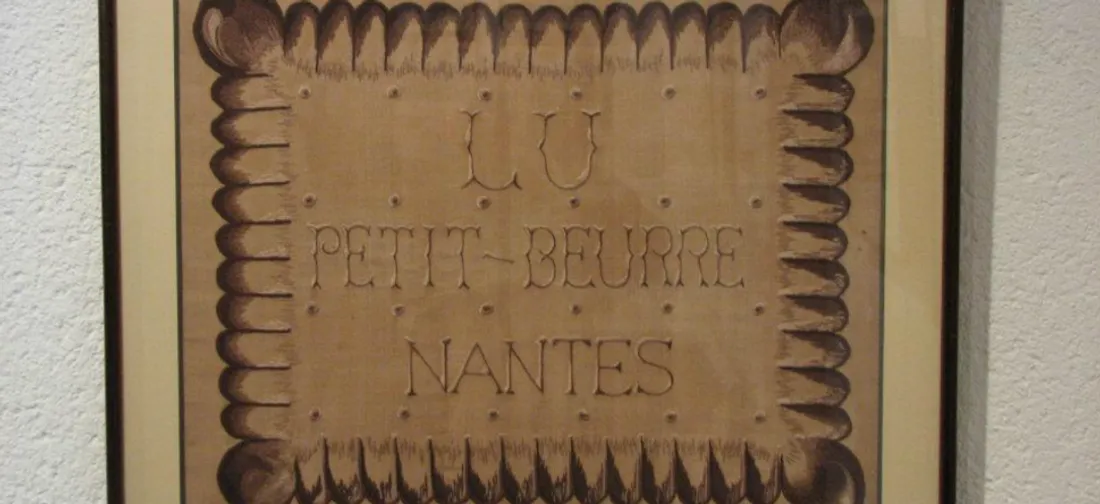 LU
PETIT-BEURRE
NANTES